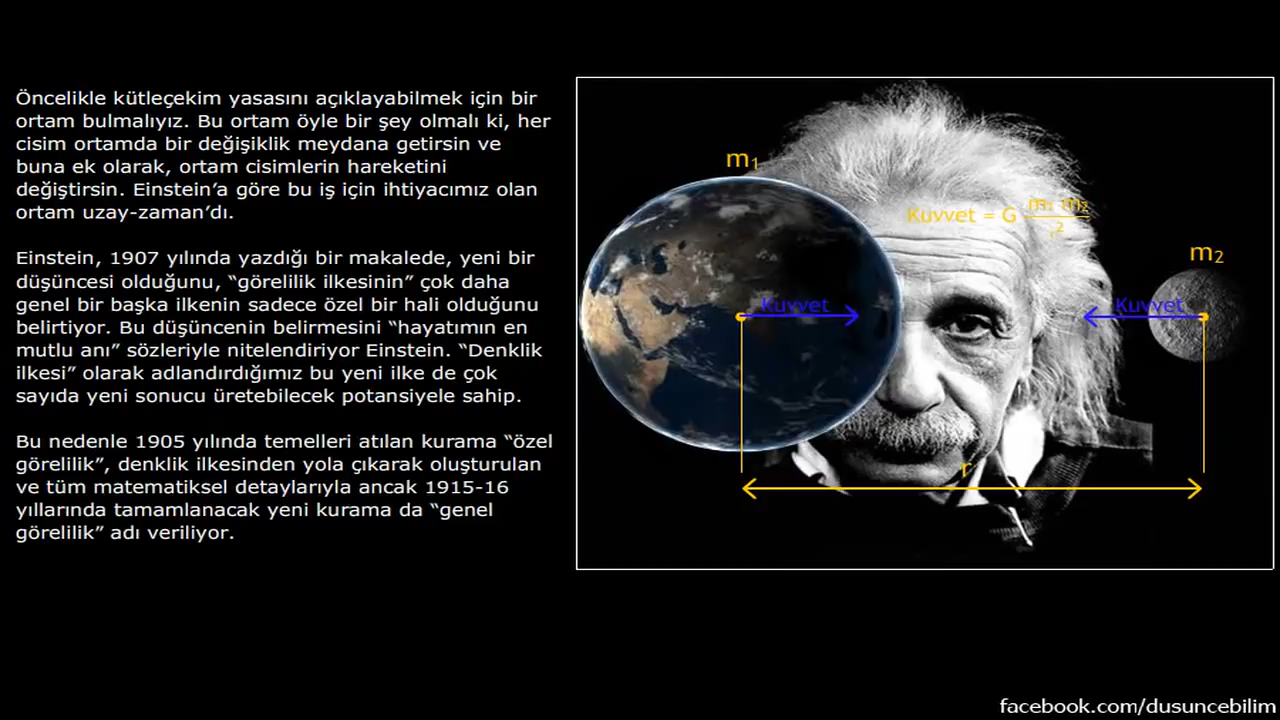 Öncelikle kütleçekim yasasını açıklayabilmek için bir
ortam bulmalıyız. Bu ortam öyle bir şey olmalı ki, her
cisim ortamda bir değişiklik meydana getirsin ve
buna ek olarak, ortam cisimlerin hareketini
değiştirsin. Einstein’a göre bu iş için ihtiyacımız olan
ortam uzay-zaman’dı.
Einstein, 1907 yılında yazdığı bir makalede, yeni bir
düşüncesi olduğunu, “görelilik ilkesinin” çok daha
genel bir başka ilkenin sadece özel bir hali olduğunu
belirtiyor. Bu düşüncenin belirmesini “hayatımın en
mutlu anı” sözleriyle nitelendiriyor Einstein. “Denklik
ilkesi” olarak adlandırdığımız bu yeni ilke de çok
sayıda yeni sonucu üretebilecek potansiyele sahip.
Bu nedenle 1905 yılında temelleri atılan kurama “özel
görelilik”, denklik ilkesinden yola çıkarak oluşturulan
ve tüm matematiksel detaylarıyla ancak 1915-16
yıllarında tamamlanacak yeni kurama da “genel
görelilik” adı veriliyor.
m₁
Kuvvet = G m₁ m₂ / r²
m₂
Kuvvet
Kuvvet
r
facebook.com/dusuncebilim